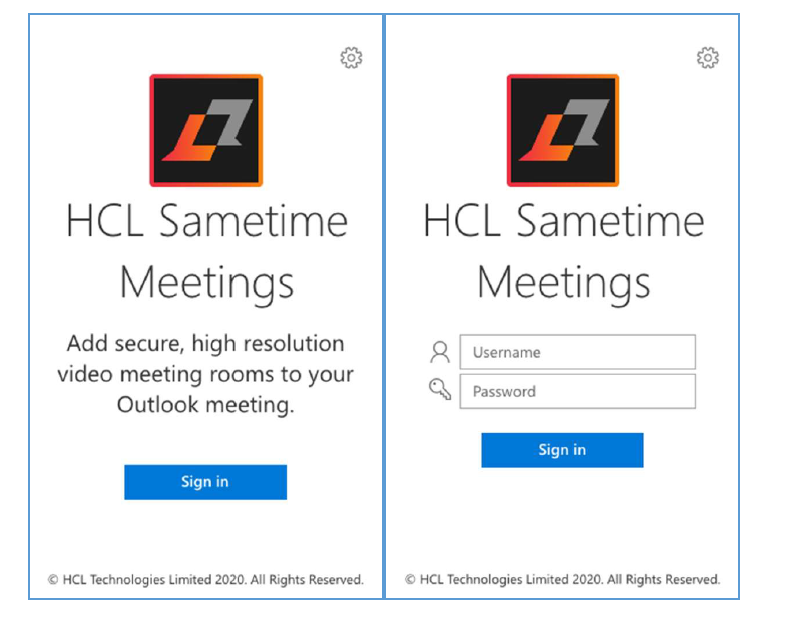 HCL Sametime
Meetings
Add secure, high resolution
video meeting rooms to your
Outlook meeting.
Sign in
© HCL Technologies Limited 2020. All Rights Reserved.
HCL Sametime
Meetings
Username
Password
Sign in
© HCL Technologies Limited 2020. All Rights Reserved.